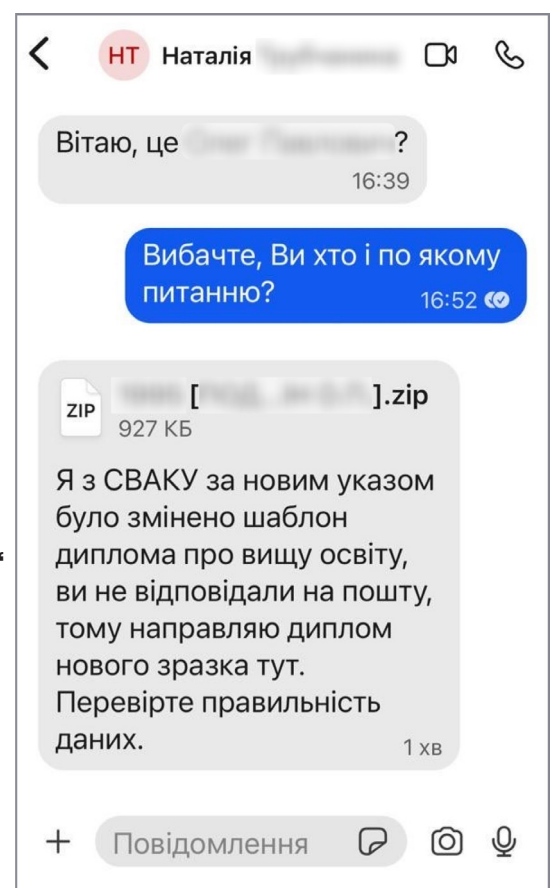 НТ Наталія
Вітаю, це ?
16:39
Вибачте, Ви хто і по якому
питанню?
16:52
ZIP
[ ].zip
927 КБ
Я з СВАКУ за новим указом
було змінено шаблон
диплома про вищу освіту,
ви не відповідали на пошту,
тому направляю диплом
нового зразка тут.
Перевірте правильність
даних.
1 хв
Повідомлення